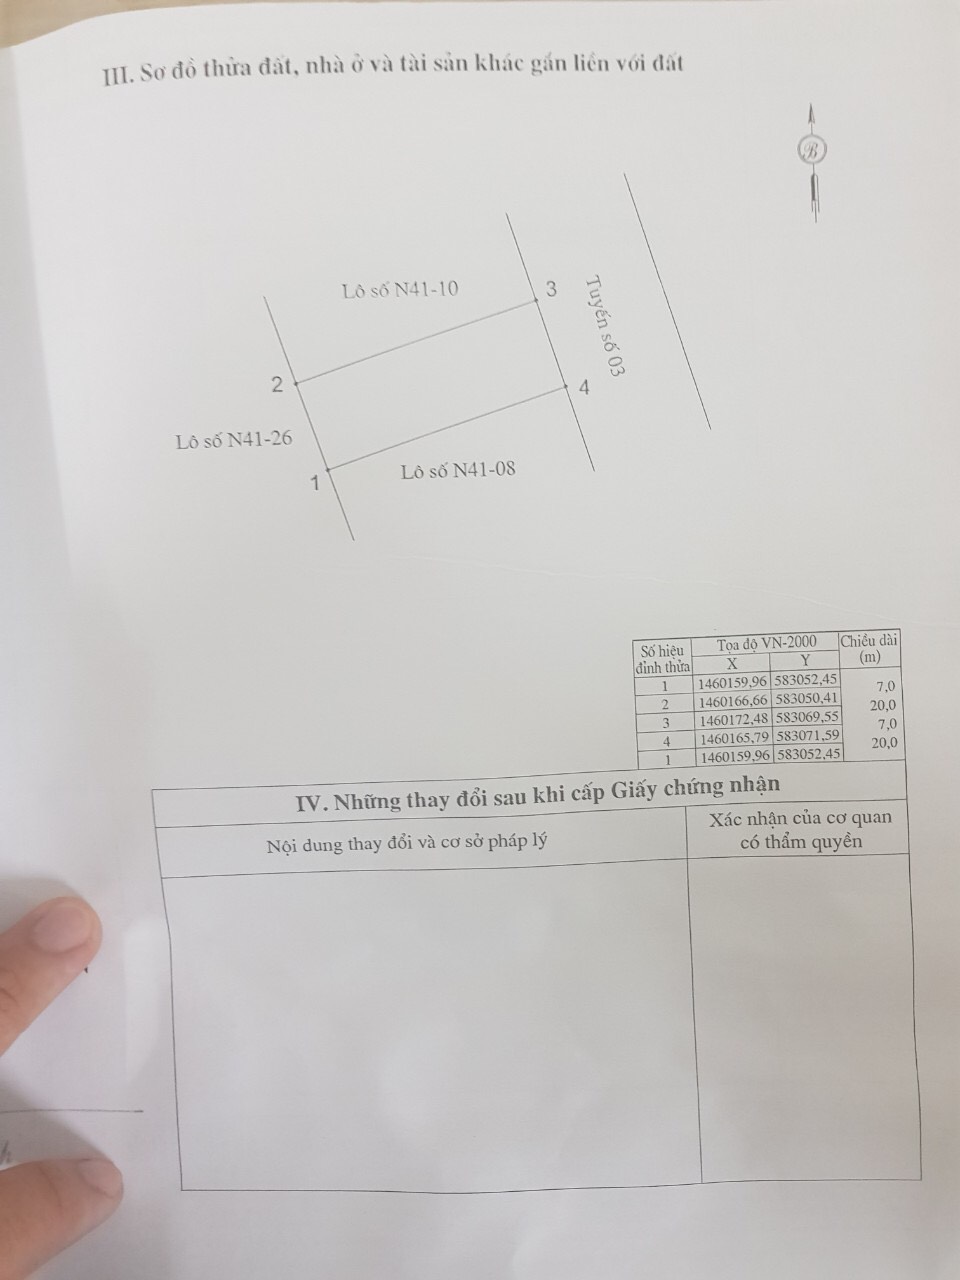 III. Sơ đồ thửa đất, nhà ở và tài sản khác gắn liền với đất
B
Lô số N41-10
3
Tuyến số 03
2
4
Lô số N41-26
1
Lô số N41-08
Số hiệu đỉnh thửa | Tọa độ VN-2000 | Chiều dài (m)
X | Y
1 | 1460159,96 | 583052,45
7,0
2 | 1460166,66 | 583050,41
20,0
3 | 1460172,48 | 583069,55
7,0
4 | 1460165,79 | 583071,59
20,0
1 | 1460159,96 | 583052,45
IV. Những thay đổi sau khi cấp Giấy chứng nhận
Nội dung thay đổi và cơ sở pháp lý
Xác nhận của cơ quan
có thẩm quyền